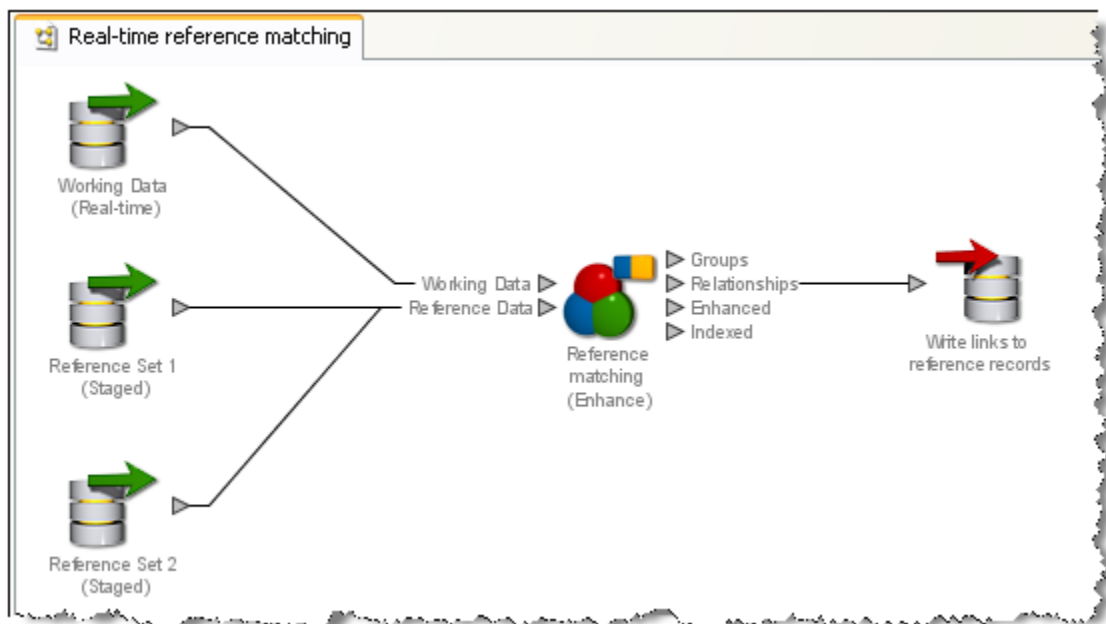 Real-time reference matching
Working Data
(Real-time)
Reference Set 1
(Staged)
Reference Set 2
(Staged)
Working Data
Reference Data
Reference
matching
(Enhance)
Groups
Relationships
Enhanced
Indexed
Write links to
reference records